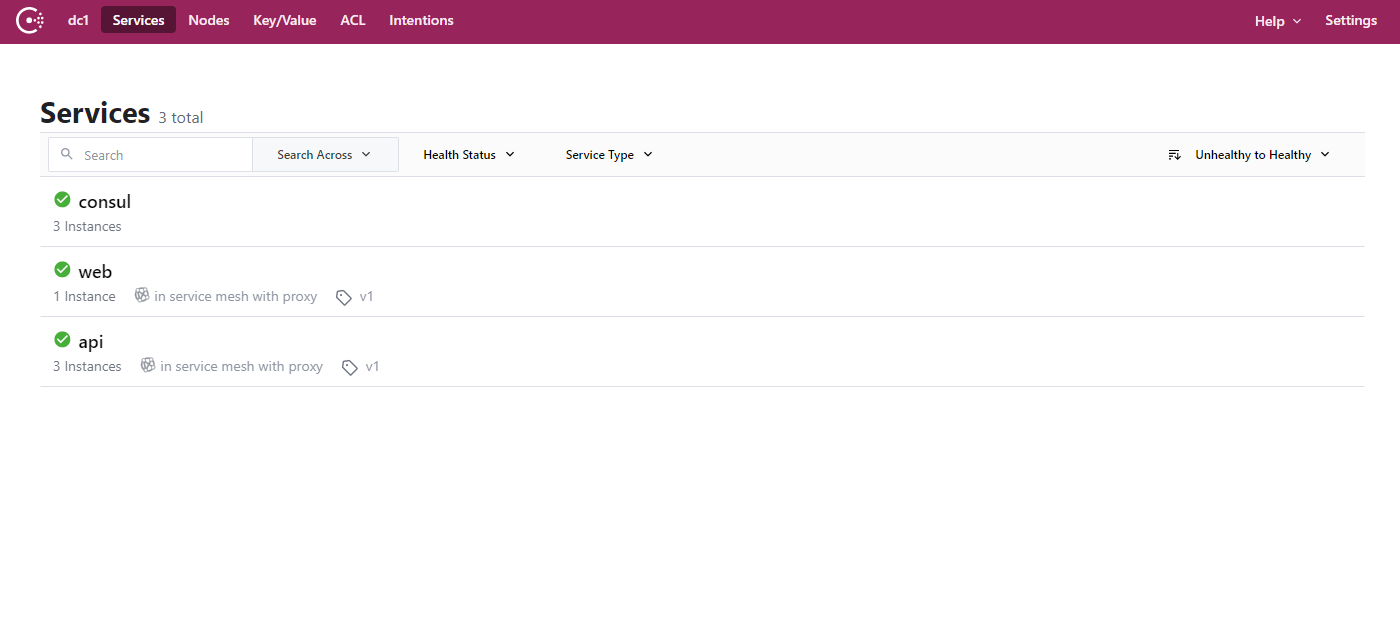 dc1 Services Nodes Key/Value ACL Intentions Help Settings
Services 3 total
Search Search Across Health Status Service Type Unhealthy to Healthy
consul
3 Instances
web
1 Instance in service mesh with proxy v1
api
3 Instances in service mesh with proxy v1